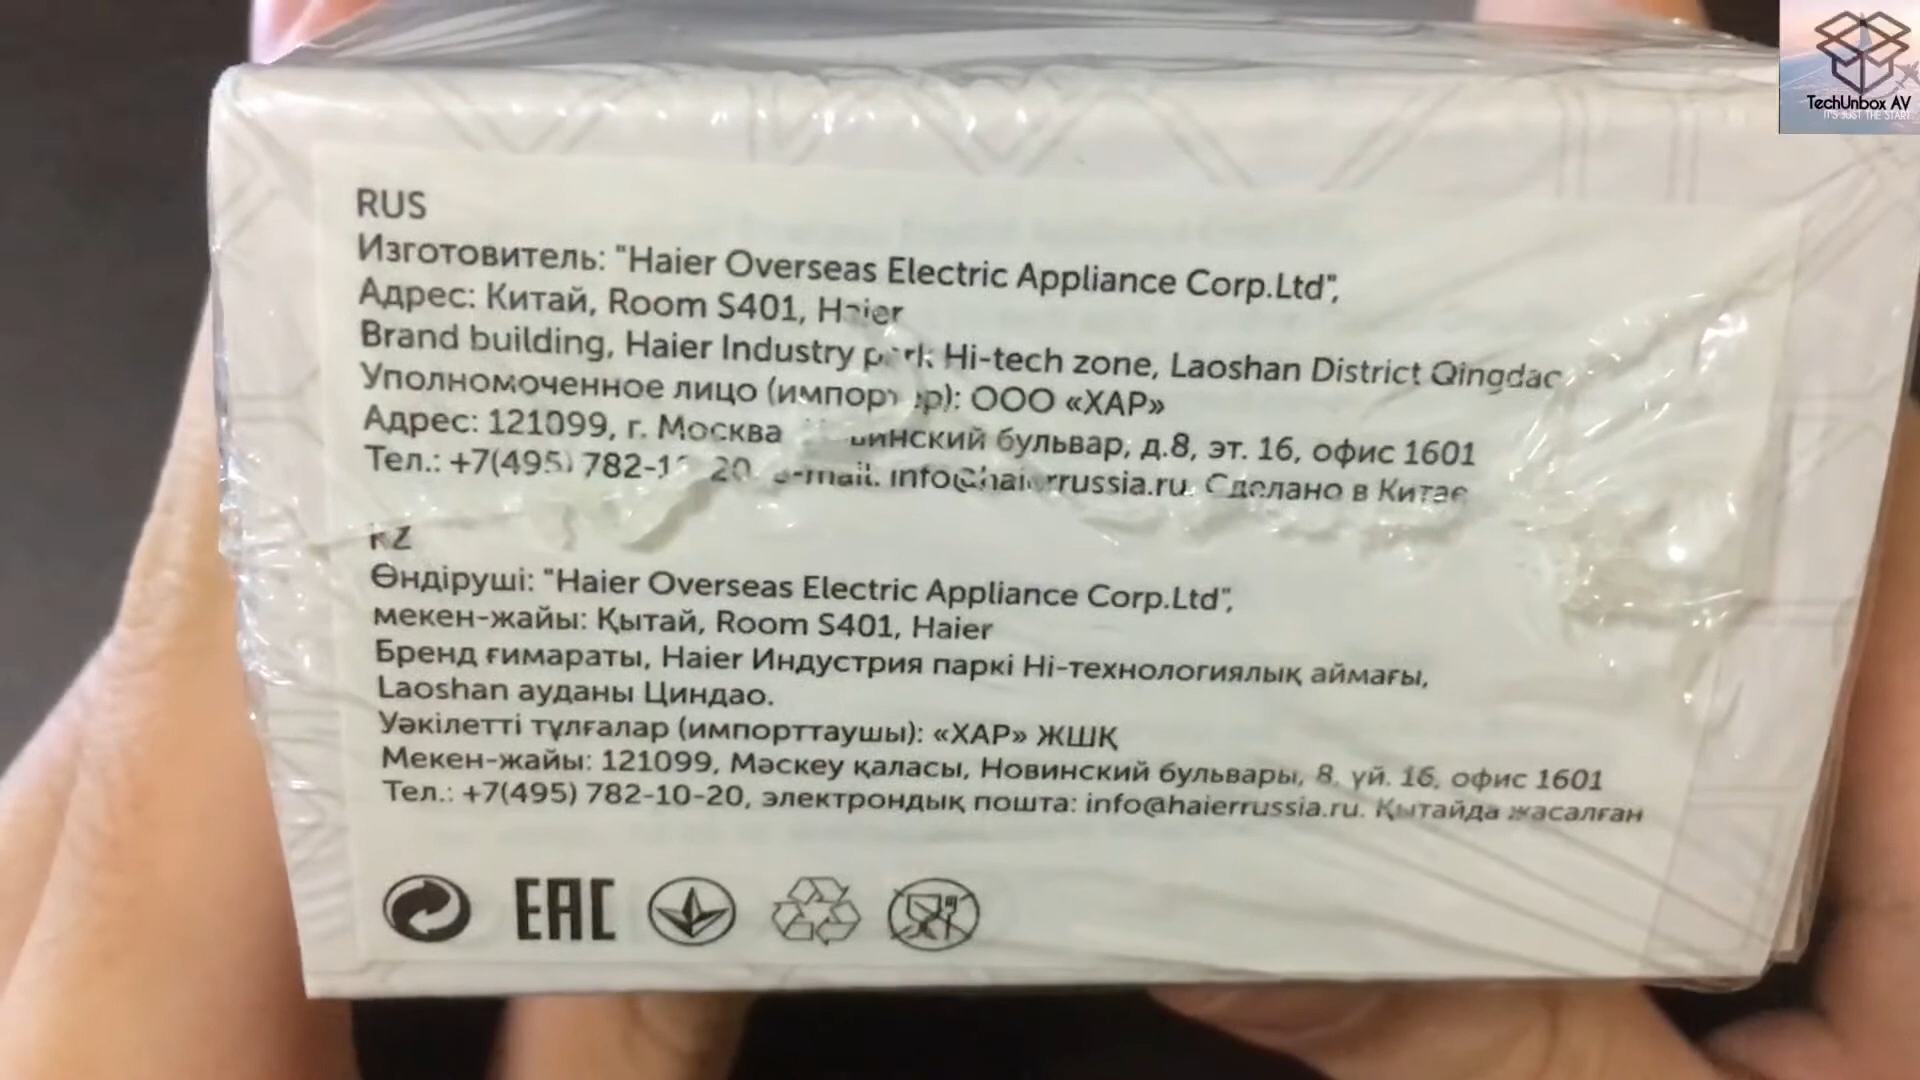 TechUnbox AV
IT'S JUST THE START
RUS
Изготовитель: "Haier Overseas Electric Appliance Corp.Ltd",
Адрес: Китай, Room S401, Haier
Brand building, Haier Industry park Hi-tech zone, Laoshan District Qingdao
Уполномоченное лицо (импортер): ООО «ХАР»
Адрес: 121099, г. Москва бульвар, д.8, эт. 16, офис 1601
Тел.: +7(495) e-mail: info@haierrussia.ru. Сделано в Китае
KZ
Өндіруші: "Haier Overseas Electric Appliance Corp.Ltd",
мекен-жайы: Қытай, Room S401, Haier
Бренд ғимараты, Haier Индустрия паркі Hi-технологиялық аймағы,
Laoshan ауданы Циндао.
Уәкілетті тұлғалар (импорттаушы): «ХАР» ЖШҚ
Мекен-жайы: 121099, Мәскеу қаласы, Новинский бульвары, 8, үй. 16, офис 1601
Тел.: +7(495) 782-10-20, электрондық пошта: info@haierrussia.ru. Қытайда жасалған
EAC